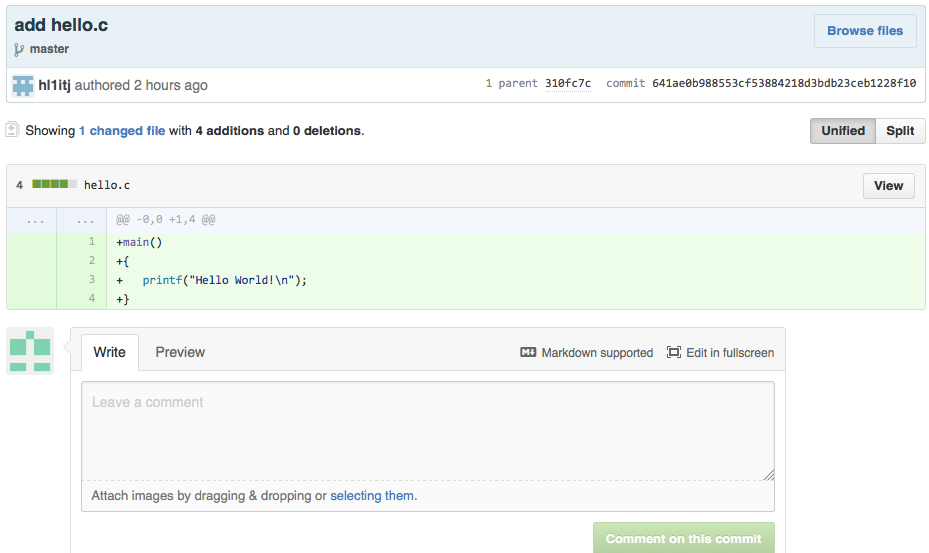 add hello.c
Browse files
master
hl1itj authored 2 hours ago
1 parent 310fc7c commit 641ae0b988553cf53884218d3bdb23ceb1228f10
Showing 1 changed file with 4 additions and 0 deletions.
Unified Split
4 hello.c
View
... ... @@ -0,0 +1,4 @@
1 +main()
2 +{
3 +   printf("Hello World!\n");
4 +}
Write Preview M↓ Markdown supported Edit in fullscreen
Leave a comment
Attach images by dragging & dropping or selecting them.
Comment on this commit